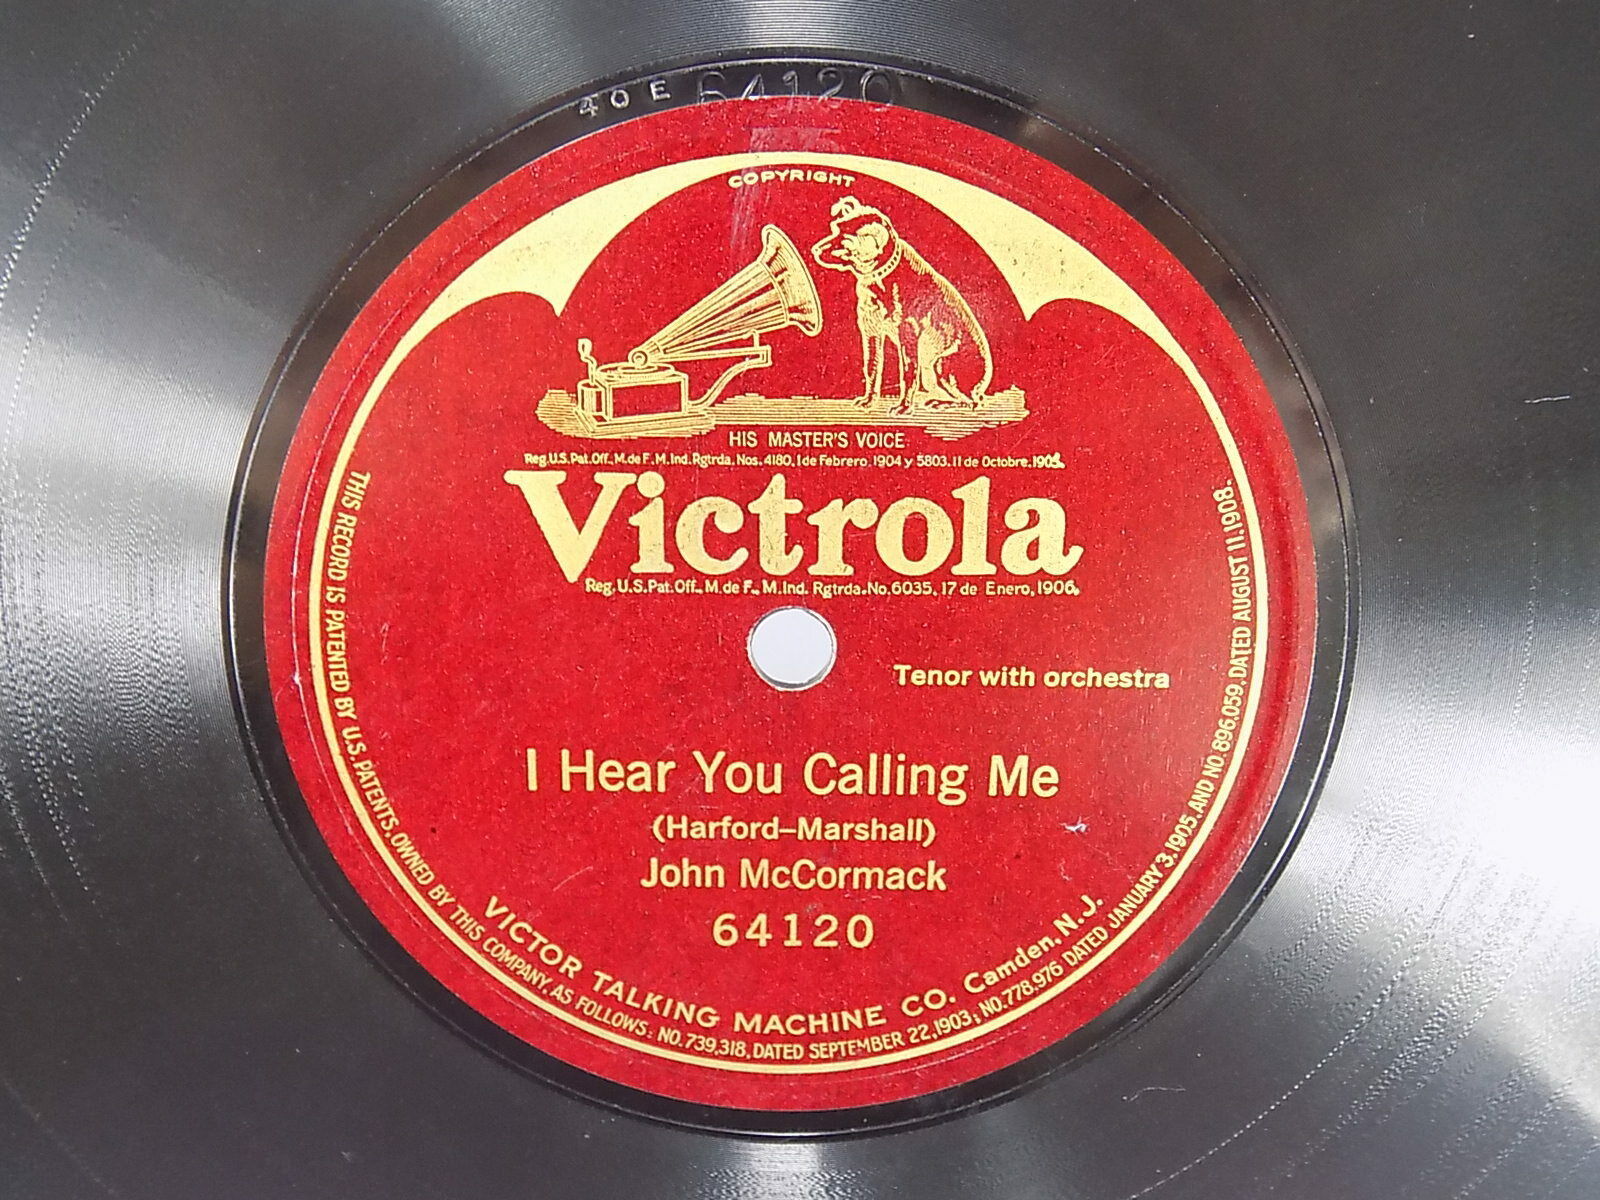 40E 64120
COPYRIGHT
HIS MASTER'S VOICE
Reg.U.S.Pat.Off. M.de F. M.Ind.Rgtrda.Nos.4180.1de Febrero 1904 y 5803.11 de Octobre.1905.
Victrola
Reg.U.S.Pat.Off. M.de F. M.Ind. Rgtrda.No.6035.17 de Enero.1906.
Tenor with orchestra
I Hear You Calling Me
(Harford–Marshall)
John McCormack
64120
VICTOR TALKING MACHINE CO. Camden, N.J.
THIS RECORD IS PATENTED BY U.S.PATENTS.OWNED BY THIS COMPANY, AS FOLLOWS: NO.739,318, DATED SEPTEMBER 22,1903; NO.778,976 DATED JANUARY 3,1905, AND NO.896,059, DATED AUGUST 11,1908.